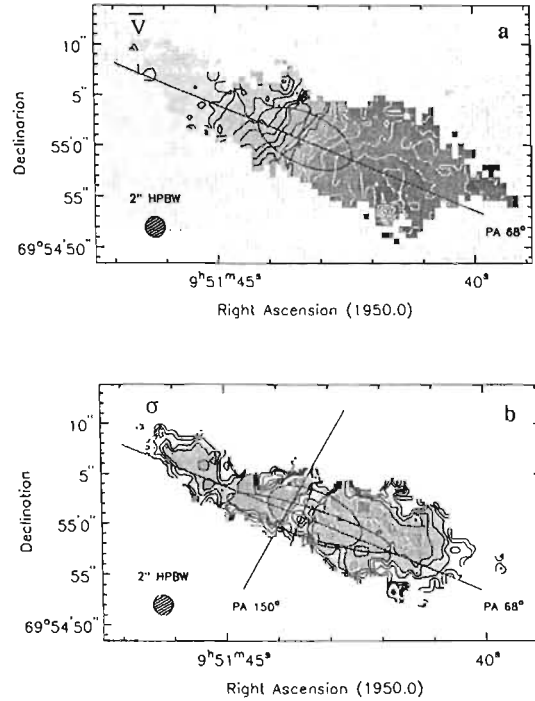 V̅ a
10"
5"
55'0"
55"
69°54'50"
Declination
2" HPBW
PA 68°
9ʰ51ᵐ45ˢ 40ˢ
Right Ascension (1950.0)
σ b
10"
5"
55'0"
55"
69°54'50"
Declination
2" HPBW
PA 150°
PA 68°
9ʰ51ᵐ45ˢ 40ˢ
Right Ascension (1950.0)